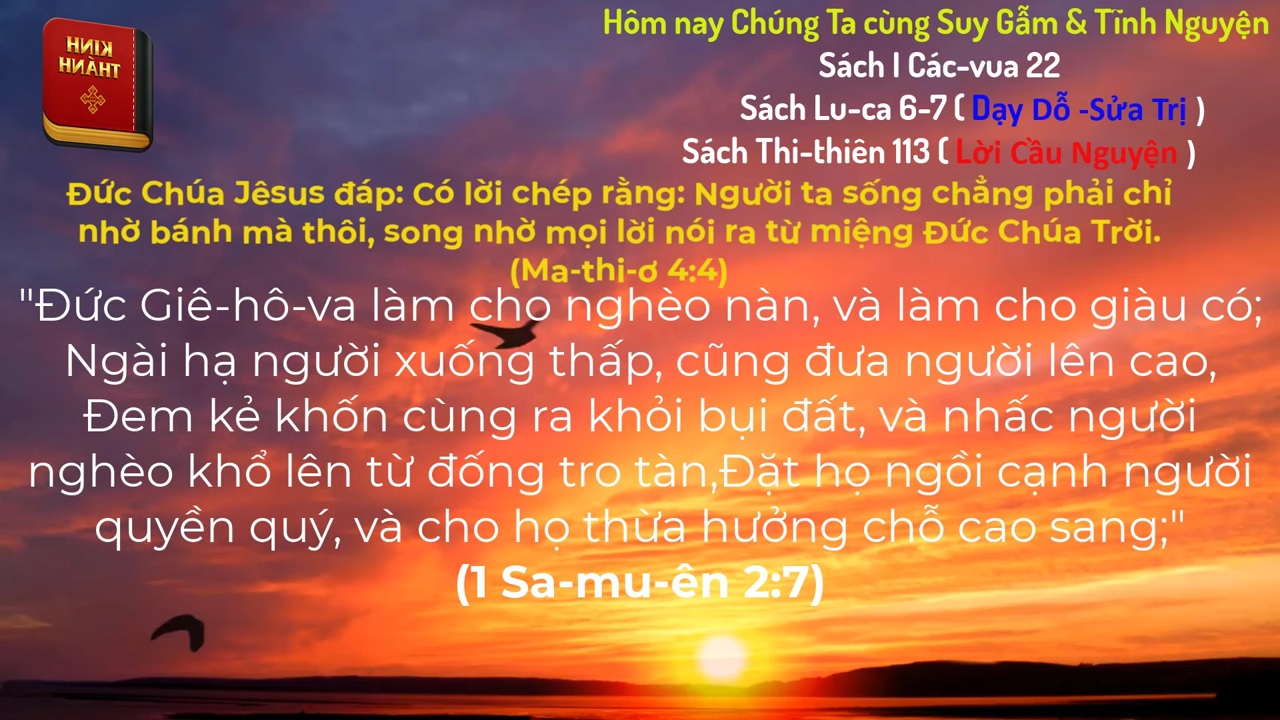 KINH
THÁNH
Hôm nay Chúng Ta cùng Suy Gẫm & Tĩnh Nguyện
Sách I Các-vua 22
Sách Lu-ca 6-7 ( Dạy Dỗ -Sửa Trị )
Sách Thi-thiên 113 ( Lời Cầu Nguyện )
Đức Chúa Jêsus đáp: Có lời chép rằng: Người ta sống chẳng phải chỉ
nhờ bánh mà thôi, song nhờ mọi lời nói ra từ miệng Đức Chúa Trời.
(Ma-thi-ơ 4:4)
"Đức Giê-hô-va làm cho nghèo nàn, và làm cho giàu có;
Ngài hạ người xuống thấp, cũng đưa người lên cao,
Đem kẻ khốn cùng ra khỏi bụi đất, và nhấc người
nghèo khổ lên từ đống tro tàn,Đặt họ ngồi cạnh người
quyền quý, và cho họ thừa hưởng chỗ cao sang;"
(1 Sa-mu-ên 2:7)